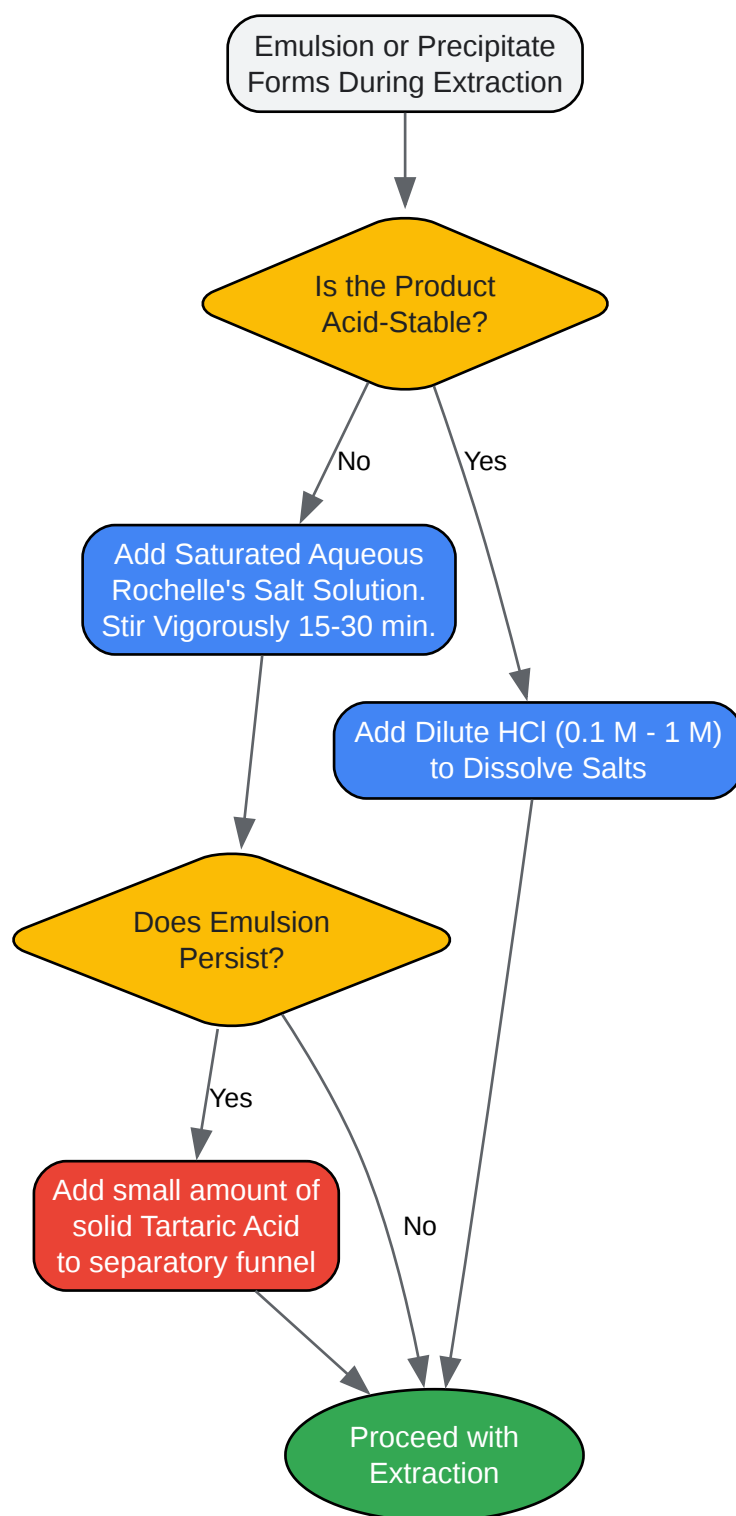 Emulsion or Precipitate
Forms During Extraction
Is the Product
Acid-Stable?
No
Yes
Add Saturated Aqueous
Rochelle's Salt Solution.
Stir Vigorously 15-30 min.
Add Dilute HCl (0.1 M - 1 M)
to Dissolve Salts
Does Emulsion
Persist?
Yes
No
Add small amount of
solid Tartaric Acid
to separatory funnel
Proceed with
Extraction